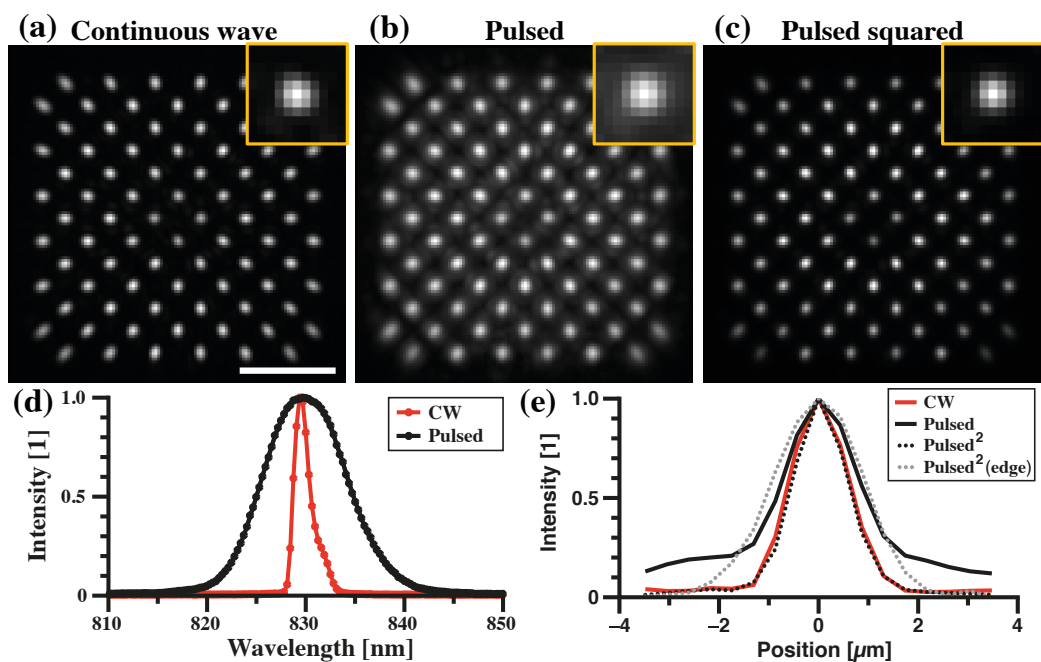 (a) Continuous wave
(b) Pulsed
(c) Pulsed squared
(d)
Intensity [1]
1.0
0.5
0
CW
Pulsed
810 820 830 840 850
Wavelength [nm]
(e)
Intensity [1]
1.0
0.5
0
CW
Pulsed
Pulsed²
Pulsed² (edge)
−4 −2 0 2 4
Position [μm]